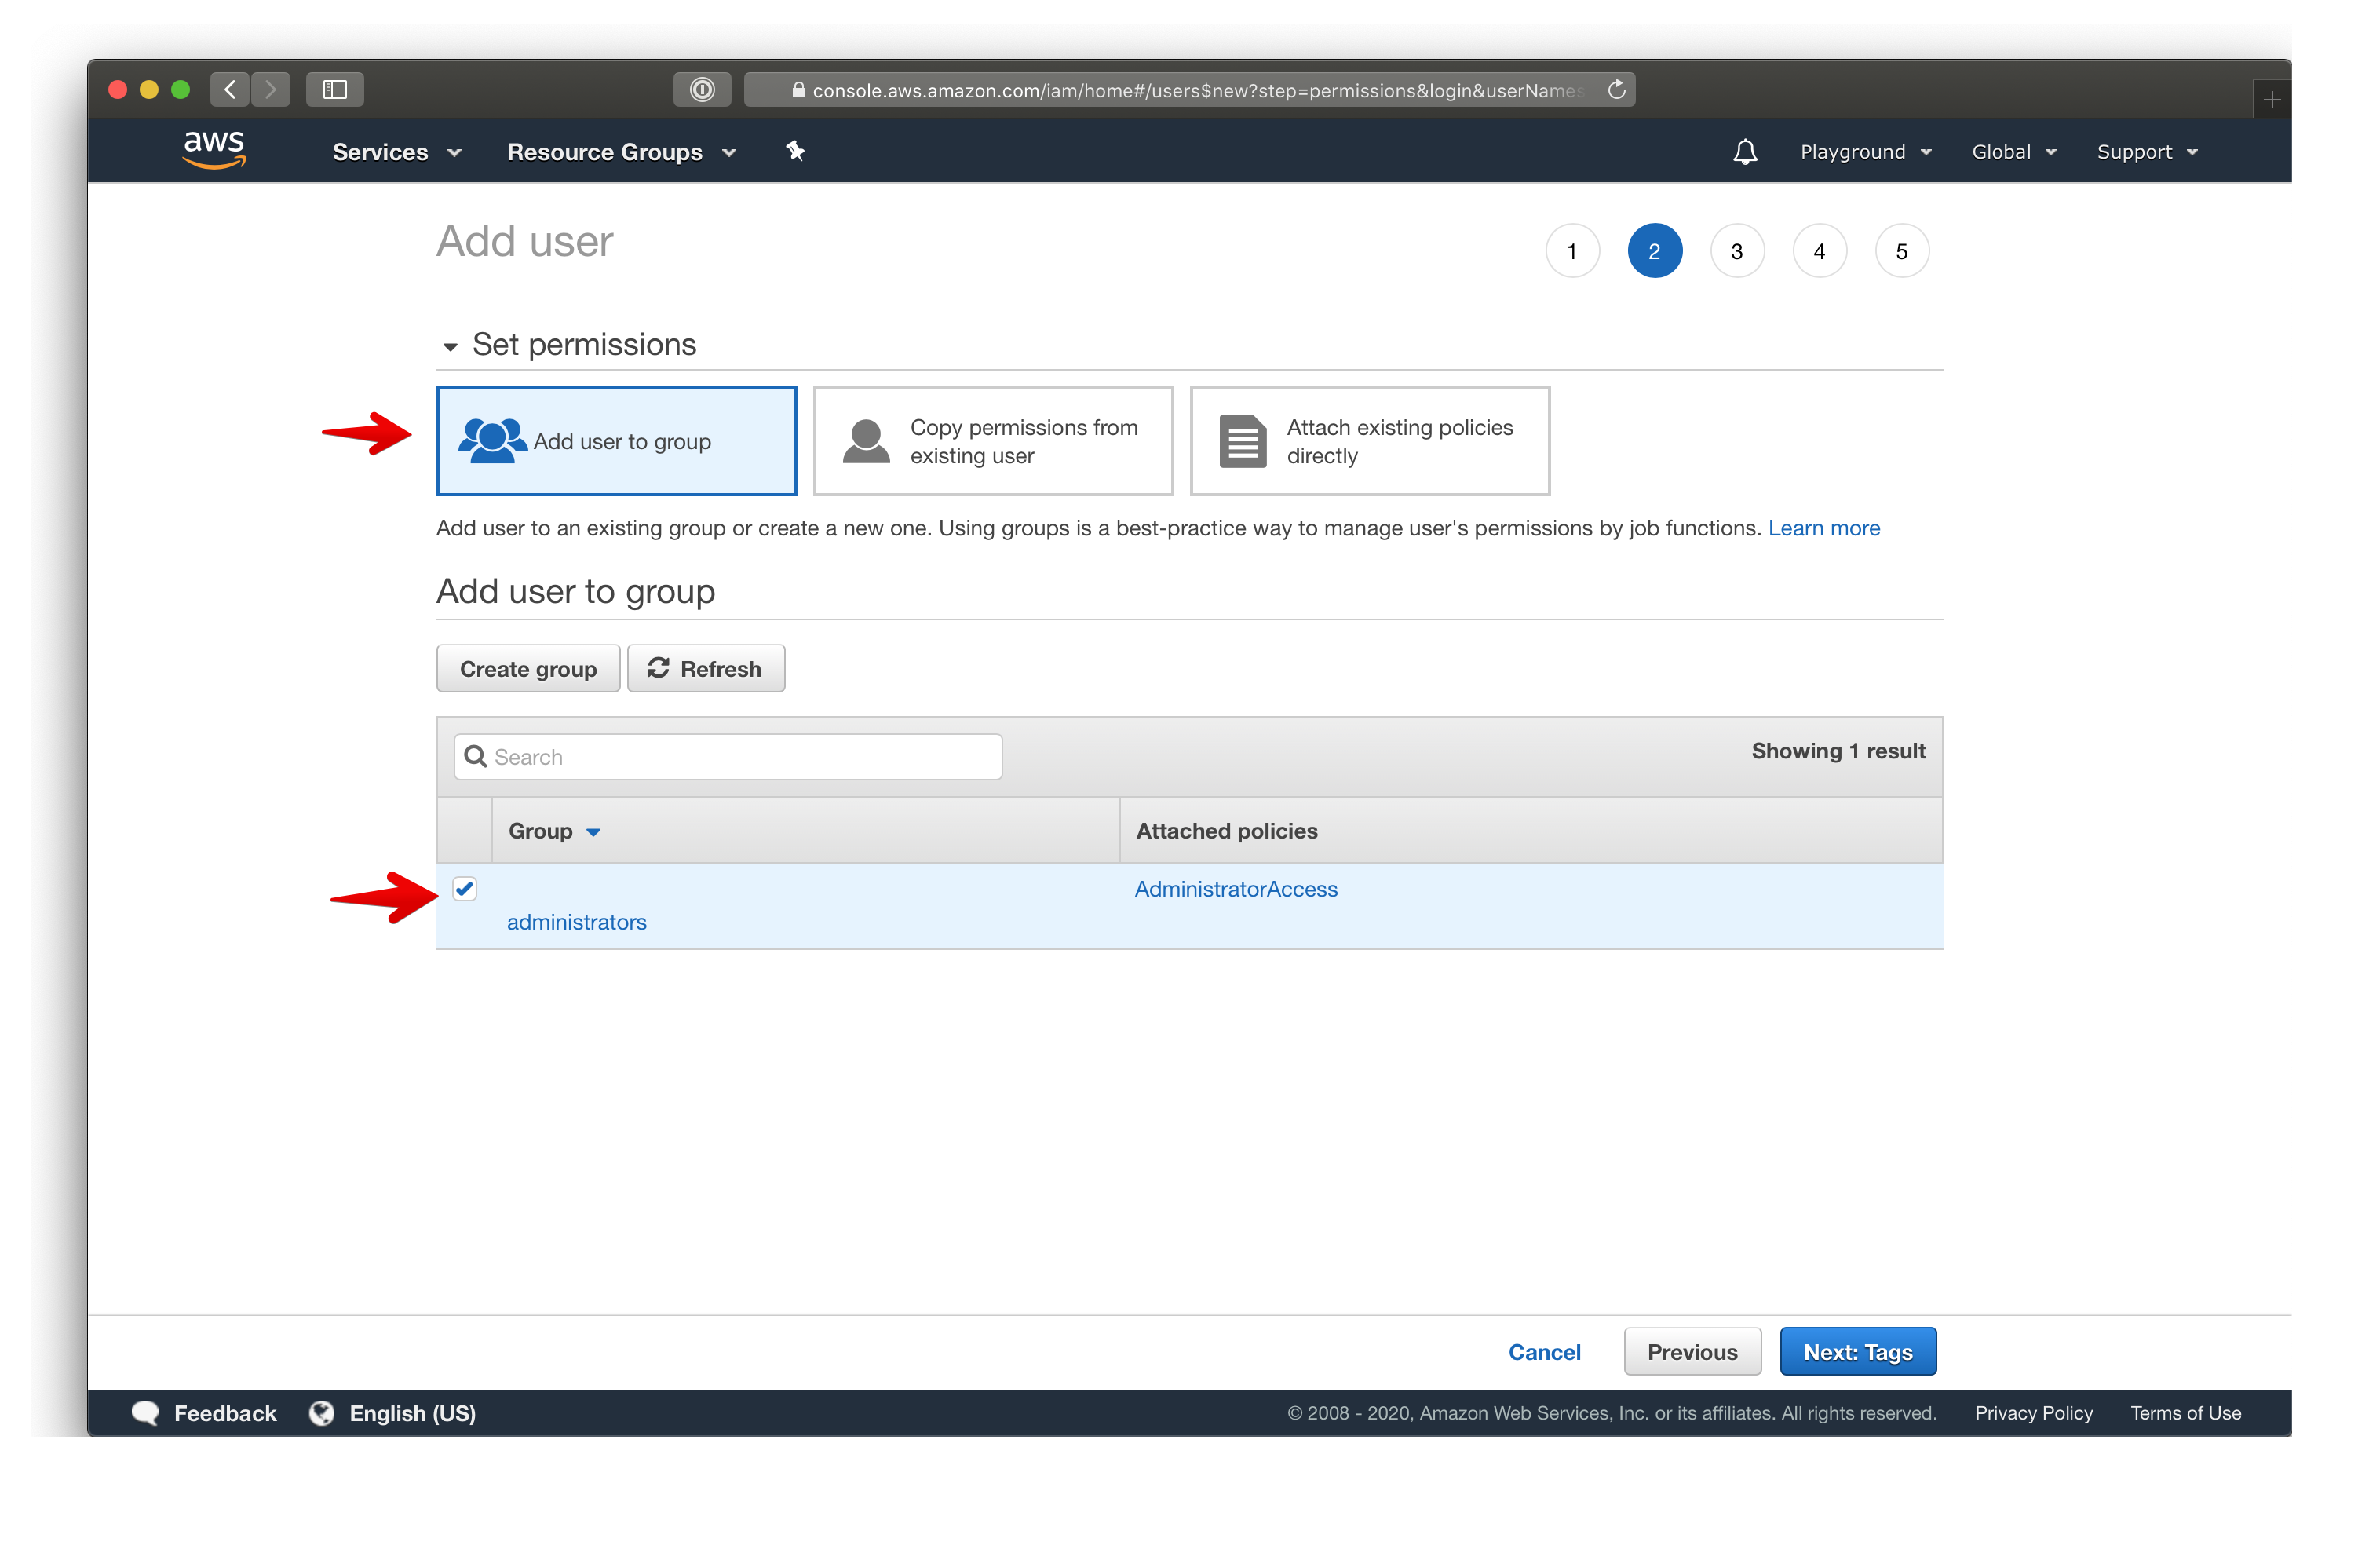 console.aws.amazon.com/iam/home#/users$new?step=permissions&login&userNames
aws
Services
Resource Groups
Playground
Global
Support
Add user
1 2 3 4 5
Set permissions
Add user to group
Copy permissions from
existing user
Attach existing policies
directly
Add user to an existing group or create a new one. Using groups is a best-practice way to manage user's permissions by job functions. Learn more
Add user to group
Create group
Refresh
Search
Showing 1 result
Group
Attached policies
AdministratorAccess
administrators
Cancel
Previous
Next: Tags
Feedback
English (US)
© 2008 - 2020, Amazon Web Services, Inc. or its affiliates. All rights reserved.
Privacy Policy
Terms of Use